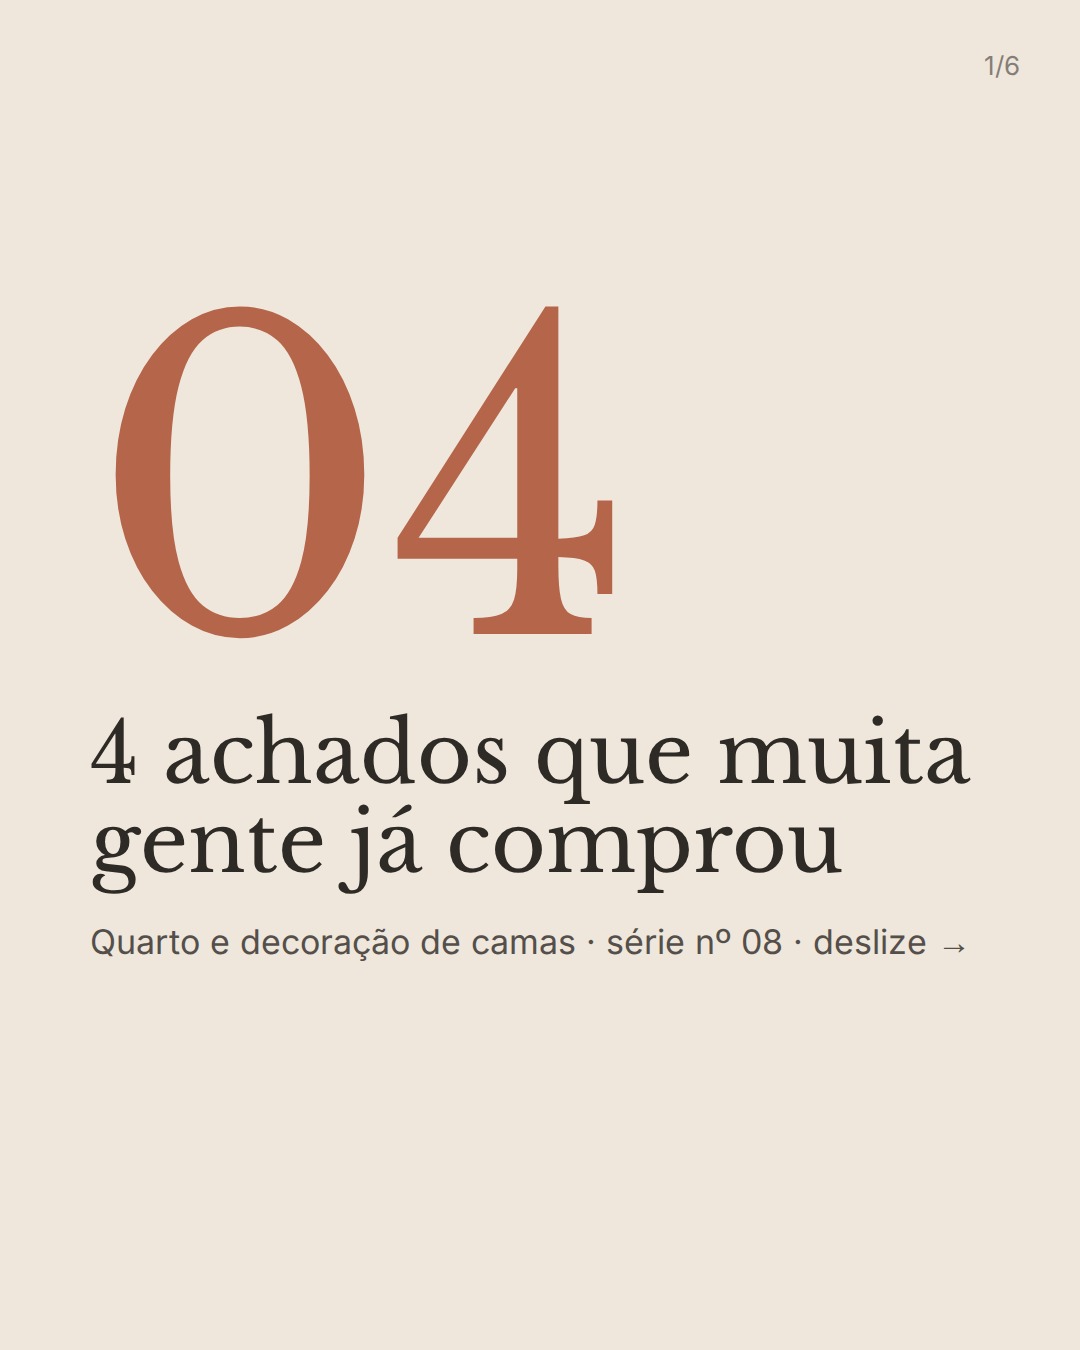 1/6
04
4 achados que muita
gente já comprou
Quarto e decoração de camas · série nº 08 · deslize →